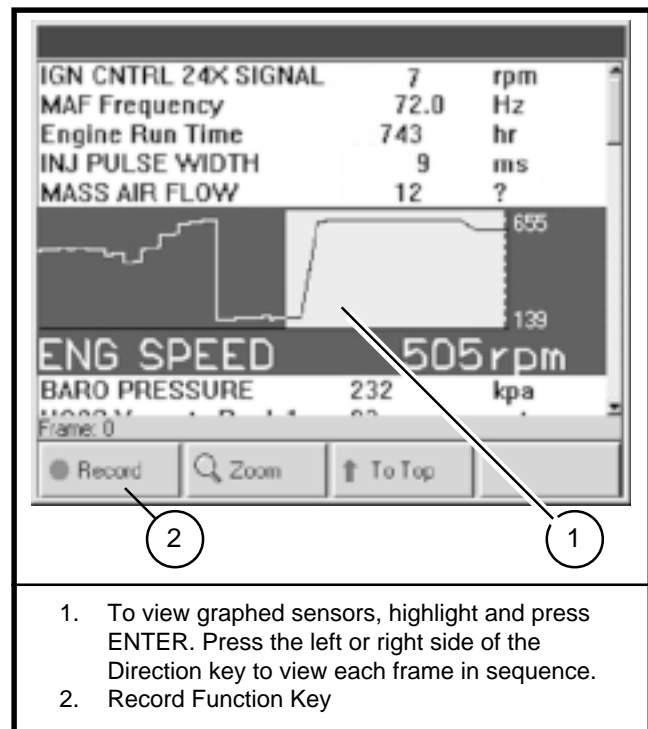 IGN CNTRL 24X SIGNAL 7 rpm
MAF Frequency 72.0 Hz
Engine Run Time 743 hr
INJ PULSE WIDTH 9 ms
MASS AIR FLOW 12 ?
655
139
ENG SPEED 505 rpm
BARO PRESSURE 232 kpa
Frame: 0
Record Zoom To Top
2 1
1. To view graphed sensors, highlight and press
ENTER. Press the left or right side of the
Direction key to view each frame in sequence.
2. Record Function Key